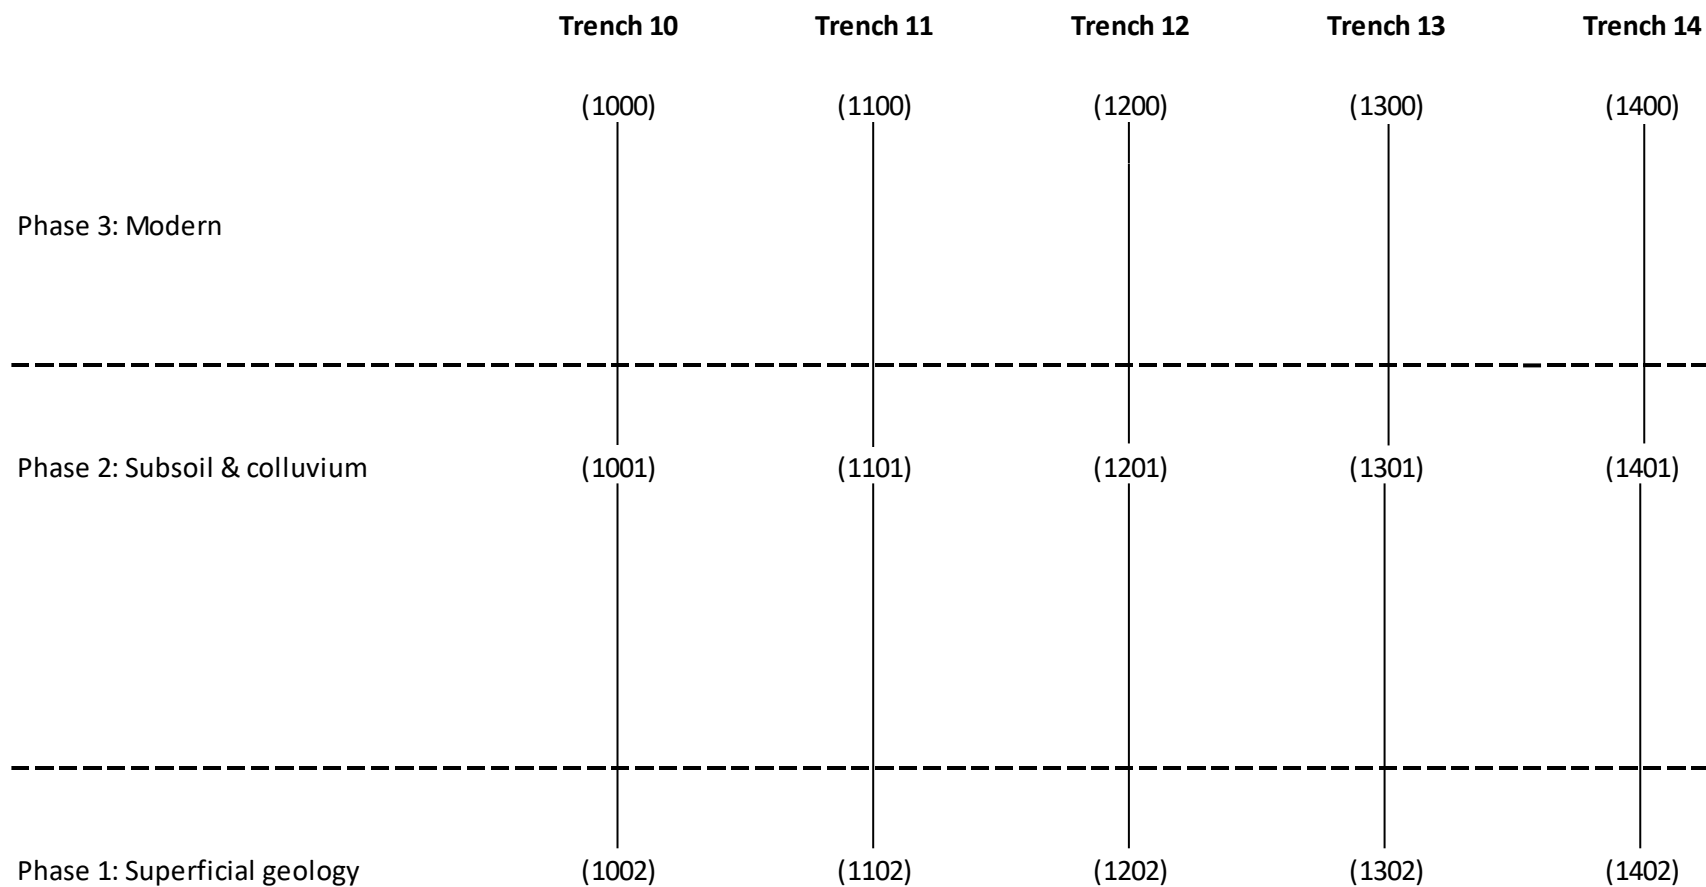 Trench 10 Trench 11 Trench 12 Trench 13 Trench 14
(1000) (1100) (1200) (1300) (1400)
Phase 3: Modern
Phase 2: Subsoil & colluvium (1001) (1101) (1201) (1301) (1401)
Phase 1: Superficial geology (1002) (1102) (1202) (1302) (1402)